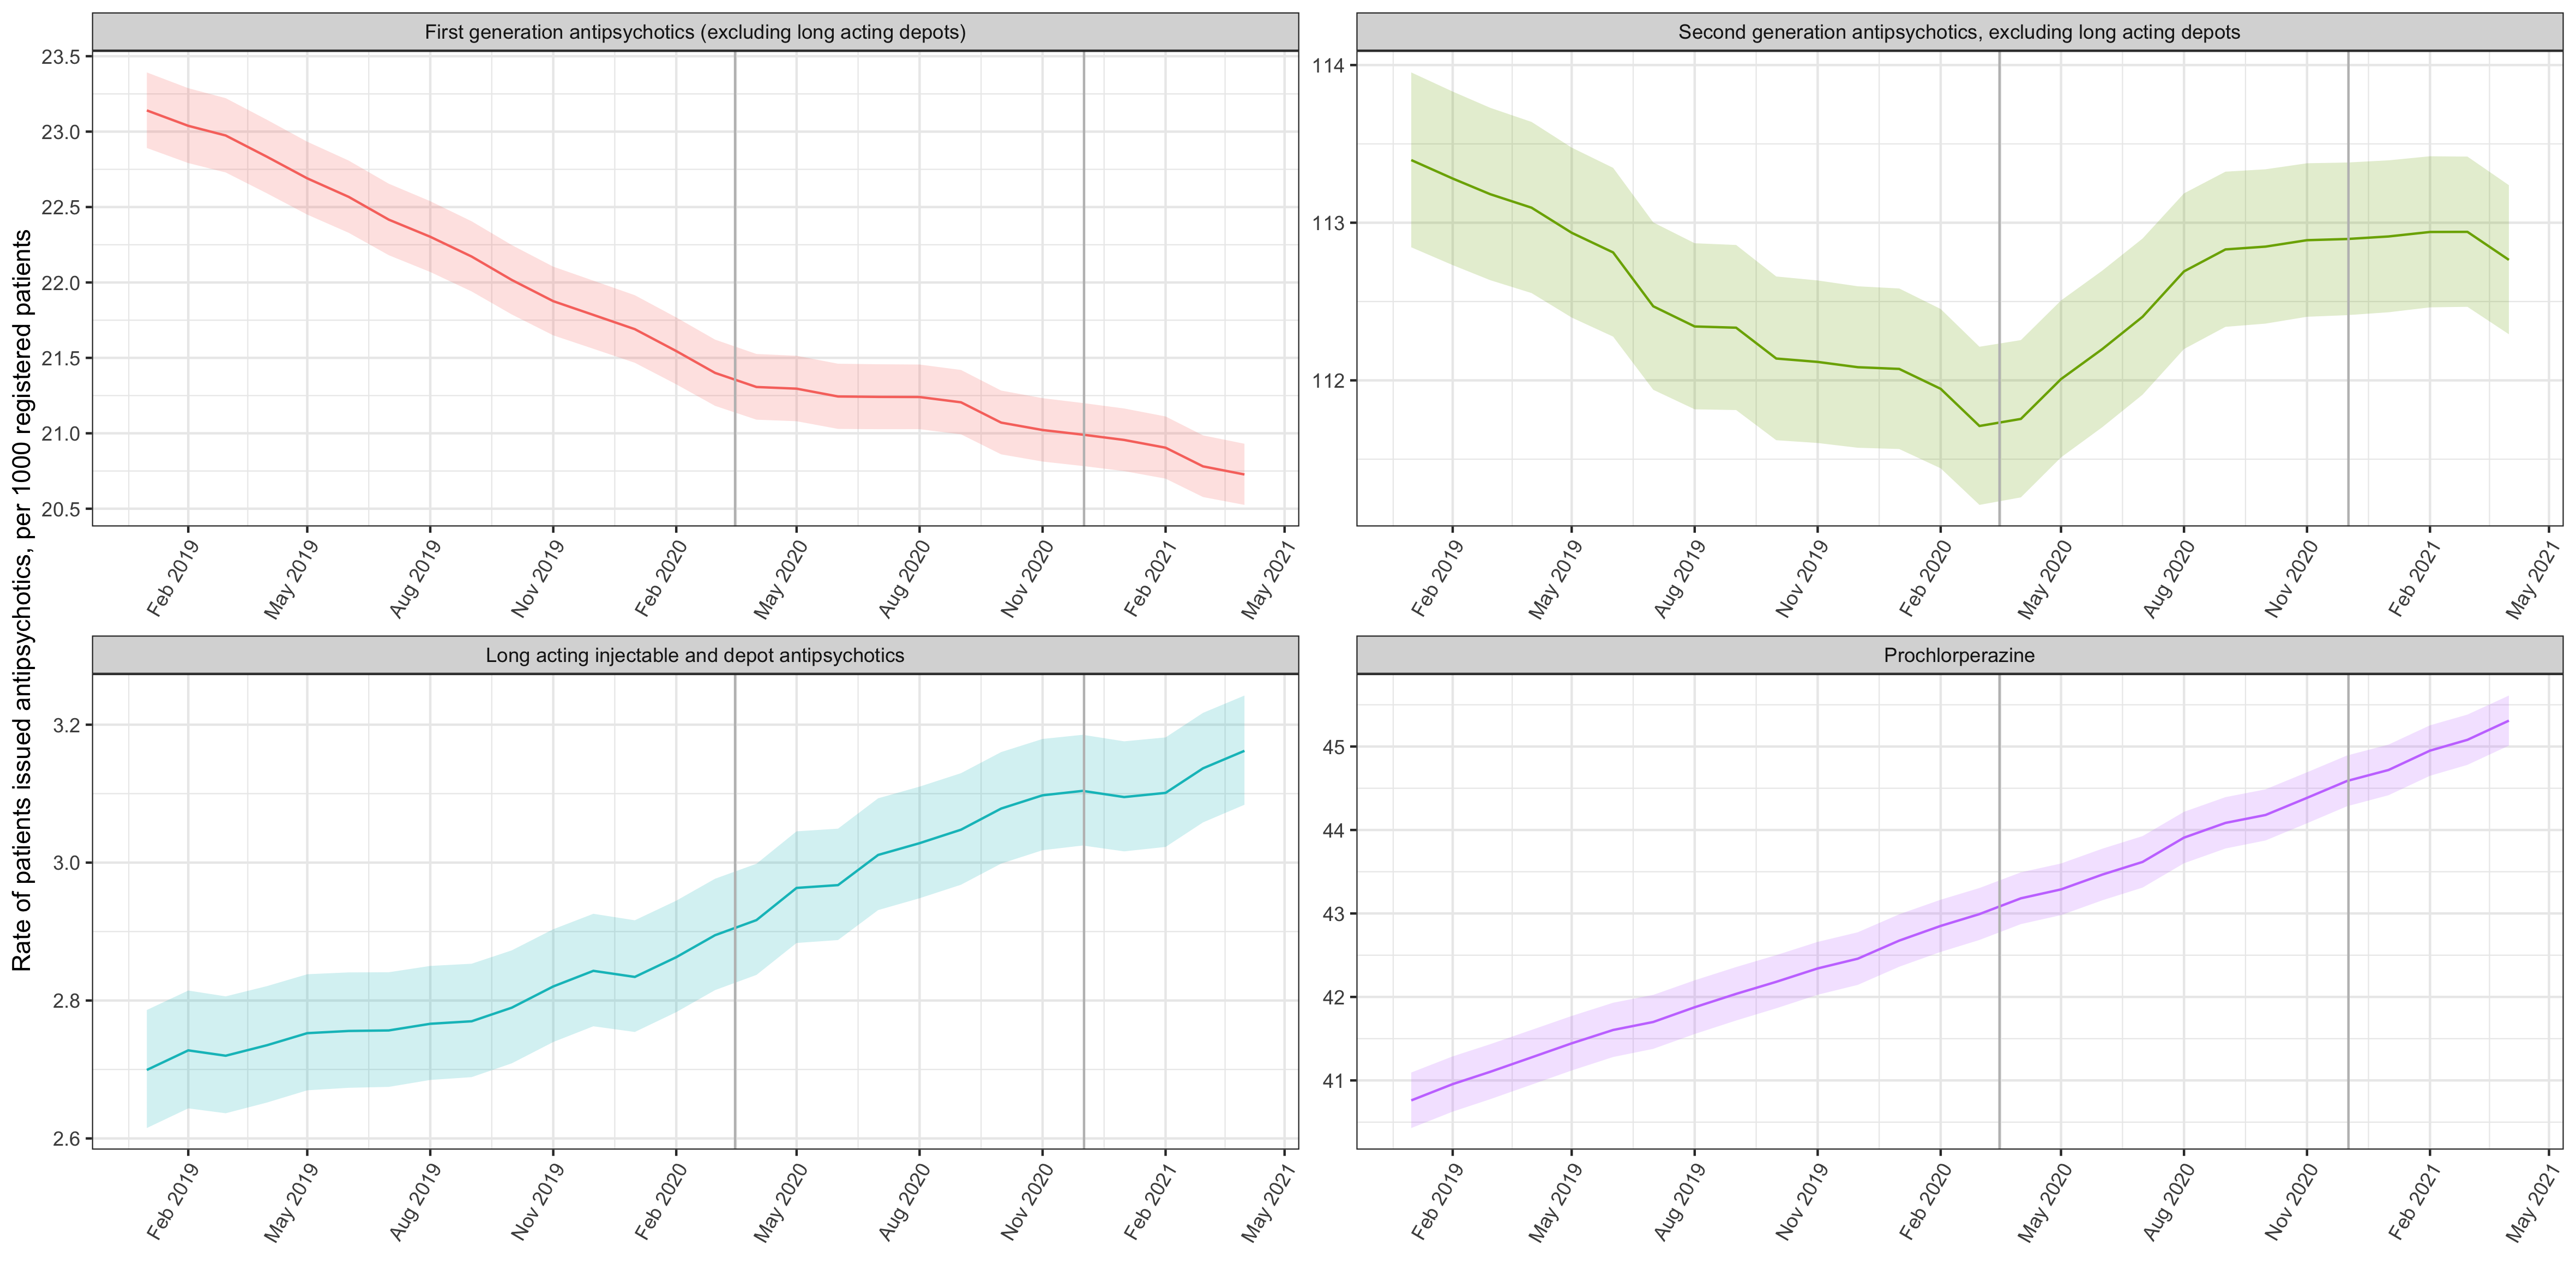 Rate of patients issued antipsychotics, per 1000 registered patients
First generation antipsychotics (excluding long acting depots)
23.5
23.0
22.5
22.0
21.5
21.0
20.5
Feb 2019
May 2019
Aug 2019
Nov 2019
Feb 2020
May 2020
Aug 2020
Nov 2020
Feb 2021
May 2021
Second generation antipsychotics, excluding long acting depots
114
113
112
Feb 2019
May 2019
Aug 2019
Nov 2019
Feb 2020
May 2020
Aug 2020
Nov 2020
Feb 2021
May 2021
Long acting injectable and depot antipsychotics
3.2
3.0
2.8
2.6
Feb 2019
May 2019
Aug 2019
Nov 2019
Feb 2020
May 2020
Aug 2020
Nov 2020
Feb 2021
May 2021
Prochlorperazine
45
44
43
42
41
Feb 2019
May 2019
Aug 2019
Nov 2019
Feb 2020
May 2020
Aug 2020
Nov 2020
Feb 2021
May 2021